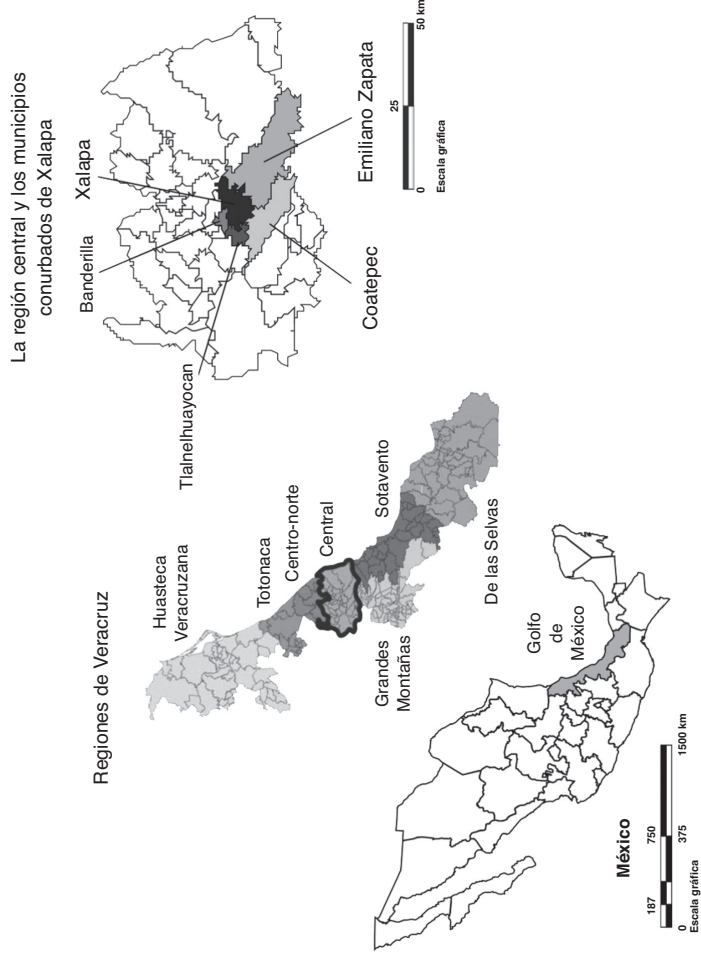 La región central y los municipios
conurbados de Xalapa
Banderilla
Xalapa
Tlalnelhuayocan
Coatepec
Emiliano Zapata
0
25
50 km
Escala gráfica
Regiones de Veracruz
Huasteca
Veracruzana
Totonaca
Centro-norte
Central
Sotavento
Grandes
Montañas
De las Selvas
Golfo
de
México
México
187
750
0
375
1500 km
Escala gráfica